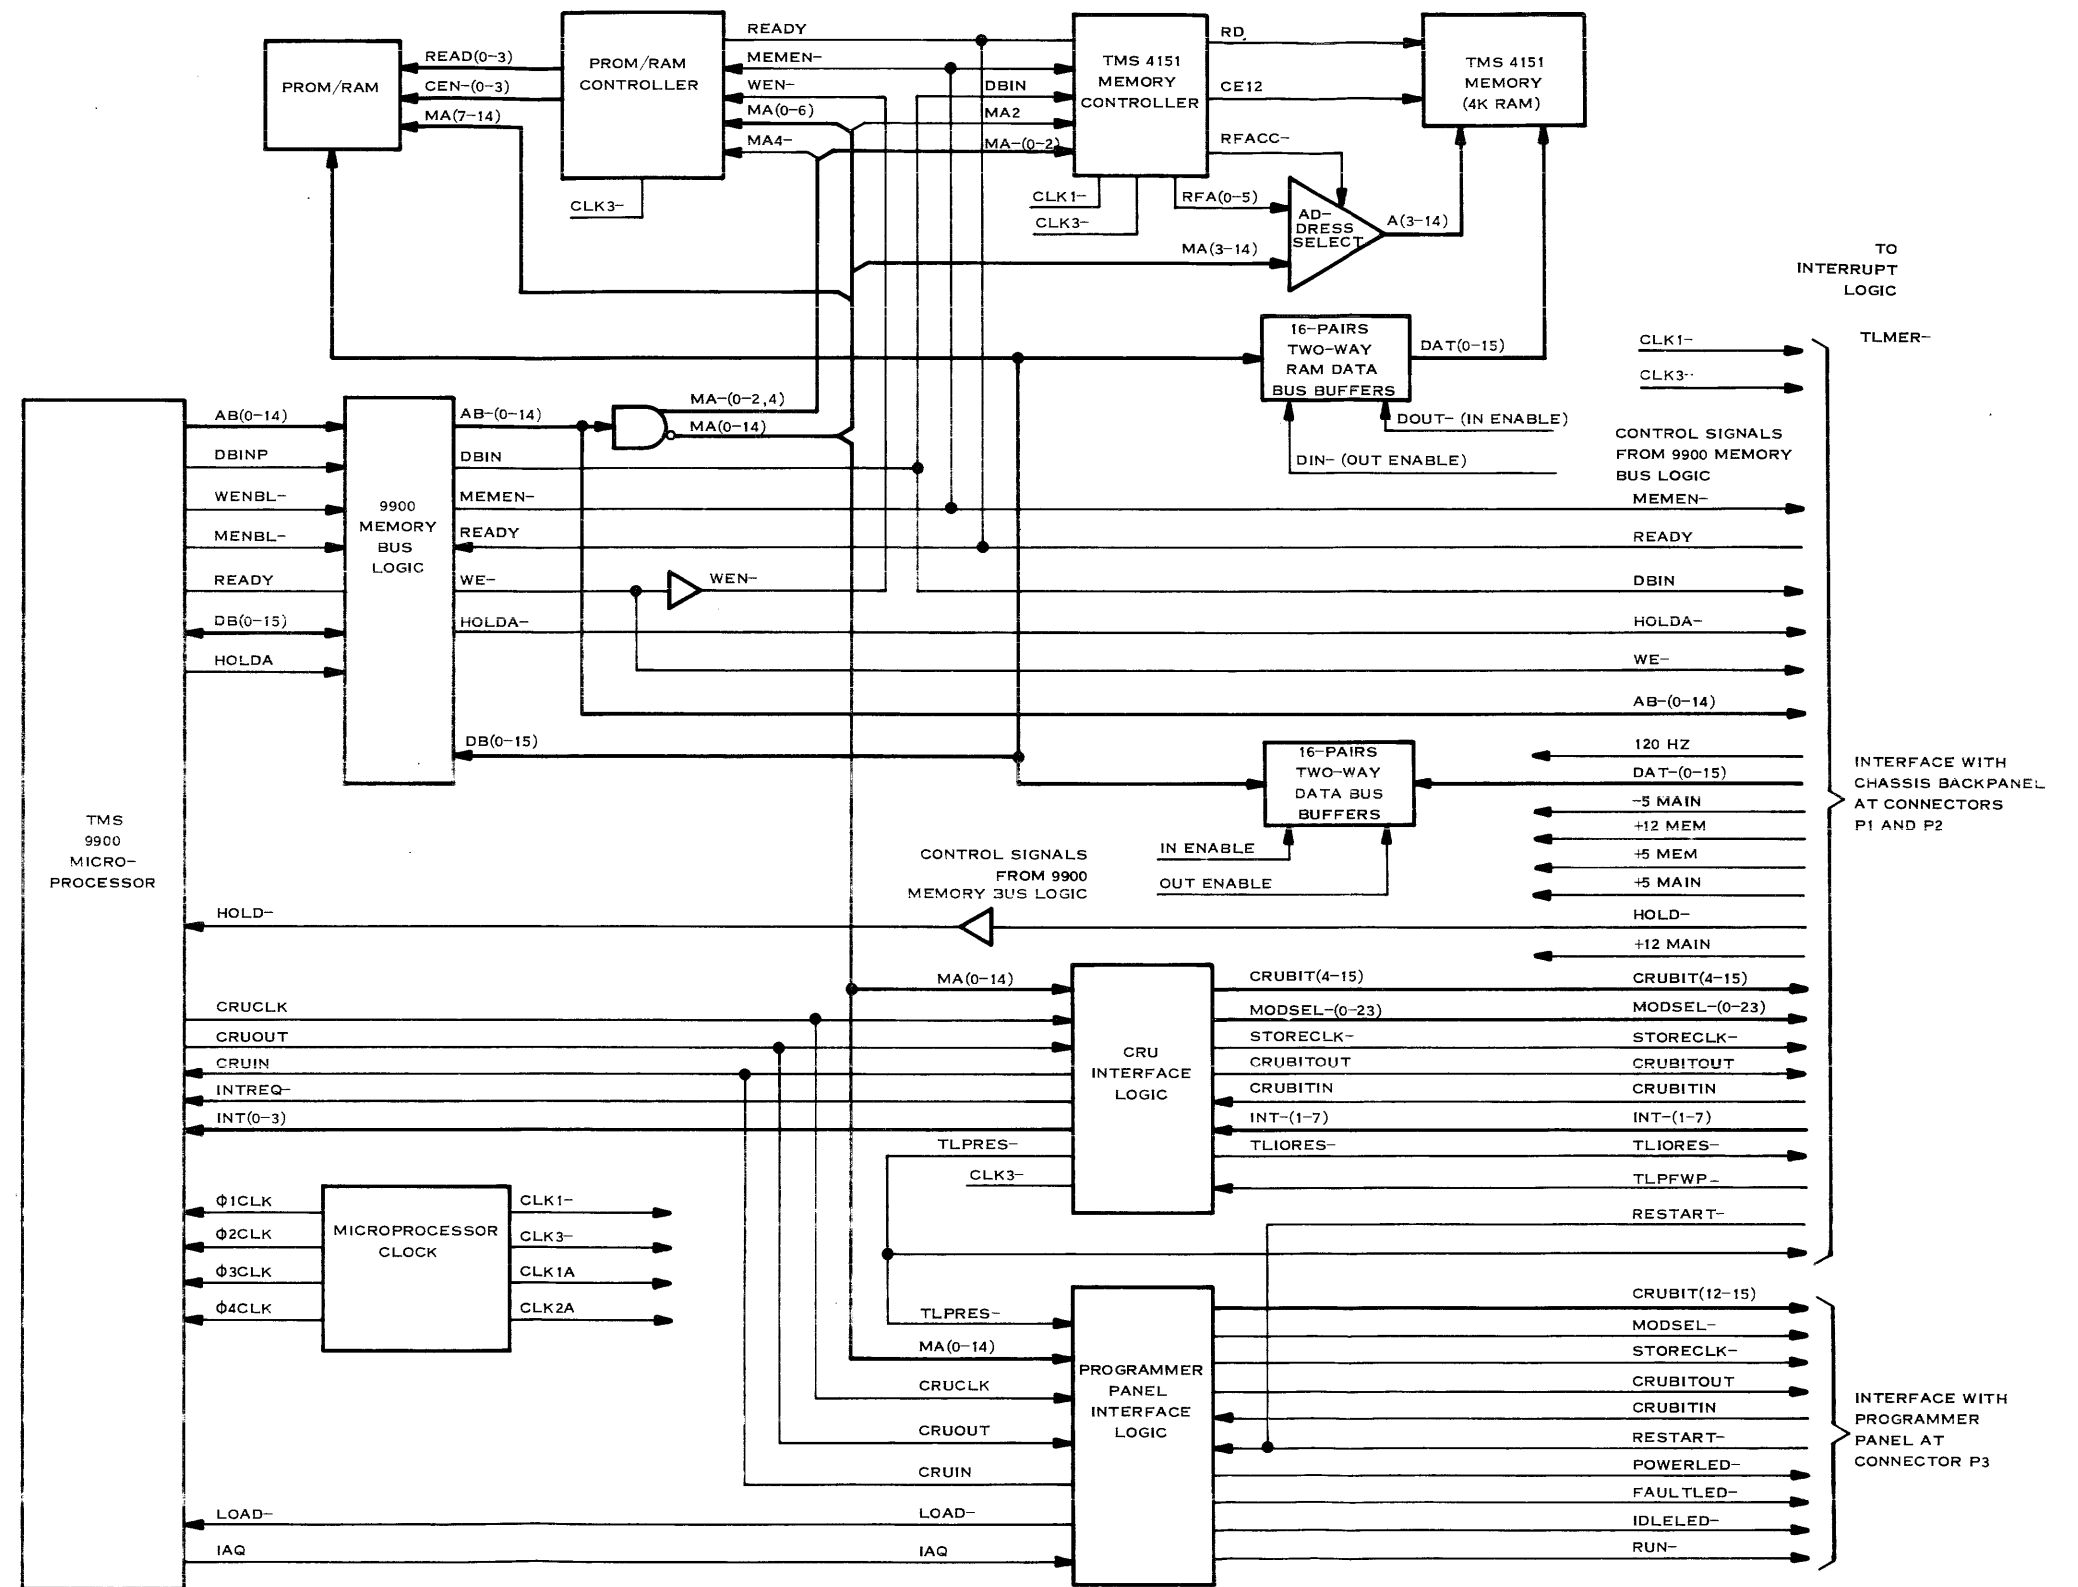 READ(0-3)
CEN-(0-3)
MA(7-14)
PROM/RAM
PROM/RAM
CONTROLLER
CLK3-
READY
MEMEN-
WEN-
MA(0-6)
MA4-
DBIN
MA2
MA-(0-2)
TMS 4151
MEMORY
CONTROLLER
CLK1-
CLK3-
RD
CE12
RFACC-
RFA(0-5)
MA(3-14)
AD-
DRESS
SELECT
A(3-14)
TMS 4151
MEMORY
(4K RAM)
TO
INTERRUPT
LOGIC
TLMER-
16-PAIRS
TWO-WAY
RAM DATA
BUS BUFFERS
DAT(0-15)
DOUT- (IN ENABLE)
DIN- (OUT ENABLE)
CLK1-
CLK3-
CONTROL SIGNALS
FROM 9900 MEMORY
BUS LOGIC
TMS
9900
MICRO-
PROCESSOR
AB(0-14)
DBINP
WENBL-
MENBL-
READY
DB(0-15)
HOLDA
9900
MEMORY
BUS
LOGIC
AB-(0-14)
DBIN
MEMEN-
READY
WE-
HOLDA-
DB(0-15)
MA-(0-2,4)
MA(0-14)
WEN-
MEMEN-
READY
DBIN
HOLDA-
WE-
AB-(0-14)
120 HZ
DAT-(0-15)
-5 MAIN
+12 MEM
+5 MEM
+5 MAIN
HOLD-
+12 MAIN
16-PAIRS
TWO-WAY
DATA BUS
BUFFERS
IN ENABLE
OUT ENABLE
CONTROL SIGNALS
FROM 9900
MEMORY BUS LOGIC
INTERFACE WITH
CHASSIS BACKPANEL
AT CONNECTORS
P1 AND P2
HOLD-
CRUCLK
CRUOUT
CRUIN
INTREQ-
INT(0-3)
MA(0-14)
TLPRES-
CLK3-
CRU
INTERFACE
LOGIC
CRUBIT(4-15)
MODSEL-(0-23)
STORECLK-
CRUBITOUT
CRUBITIN
INT-(1-7)
TLIORES-
CRUBIT(4-15)
MODSEL-(0-23)
STORECLK-
CRUBITOUT
CRUBITIN
INT-(1-7)
TLIORES-
TLPFWP-
RESTART-
Φ1CLK
Φ2CLK
Φ3CLK
Φ4CLK
MICROPROCESSOR
CLOCK
CLK1-
CLK3-
CLK1A
CLK2A
TLPRES-
MA(0-14)
CRUCLK
CRUOUT
CRUIN
LOAD-
IAQ
LOAD-
IAQ
PROGRAMMER
PANEL
INTERFACE
LOGIC
CRUBIT(12-15)
MODSEL-
STORECLK-
CRUBITOUT
CRUBITIN
RESTART-
POWERLED-
FAULTLED-
IDLELED-
RUN-
INTERFACE WITH
PROGRAMMER
PANEL AT
CONNECTOR P3